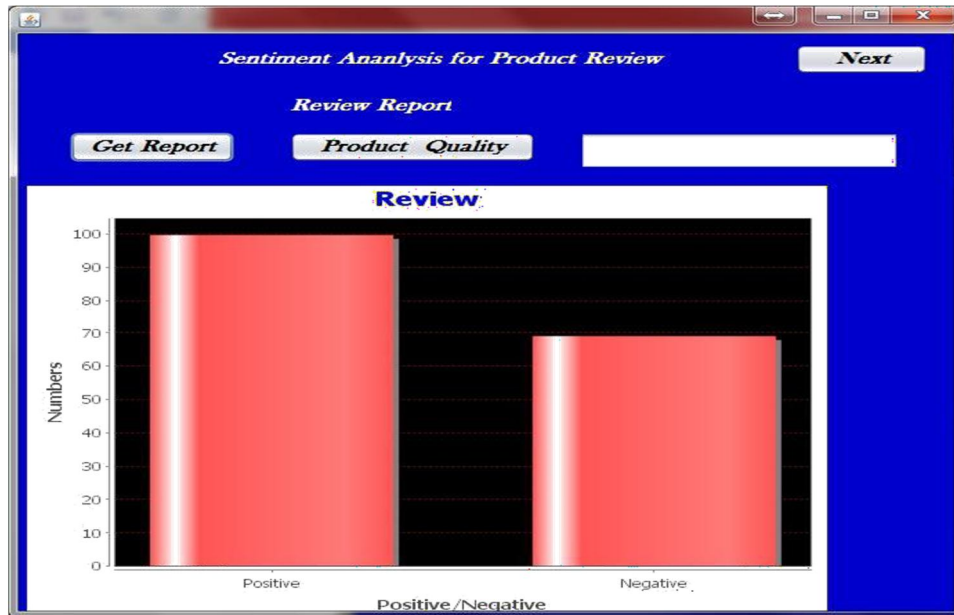 Sentiment Ananlysis for Product Review
Next
Review Report
Get Report
Product Quality
Review
100
90
80
70
60
50
40
30
20
10
0
Numbers
Positive
Negative
Positive/Negative